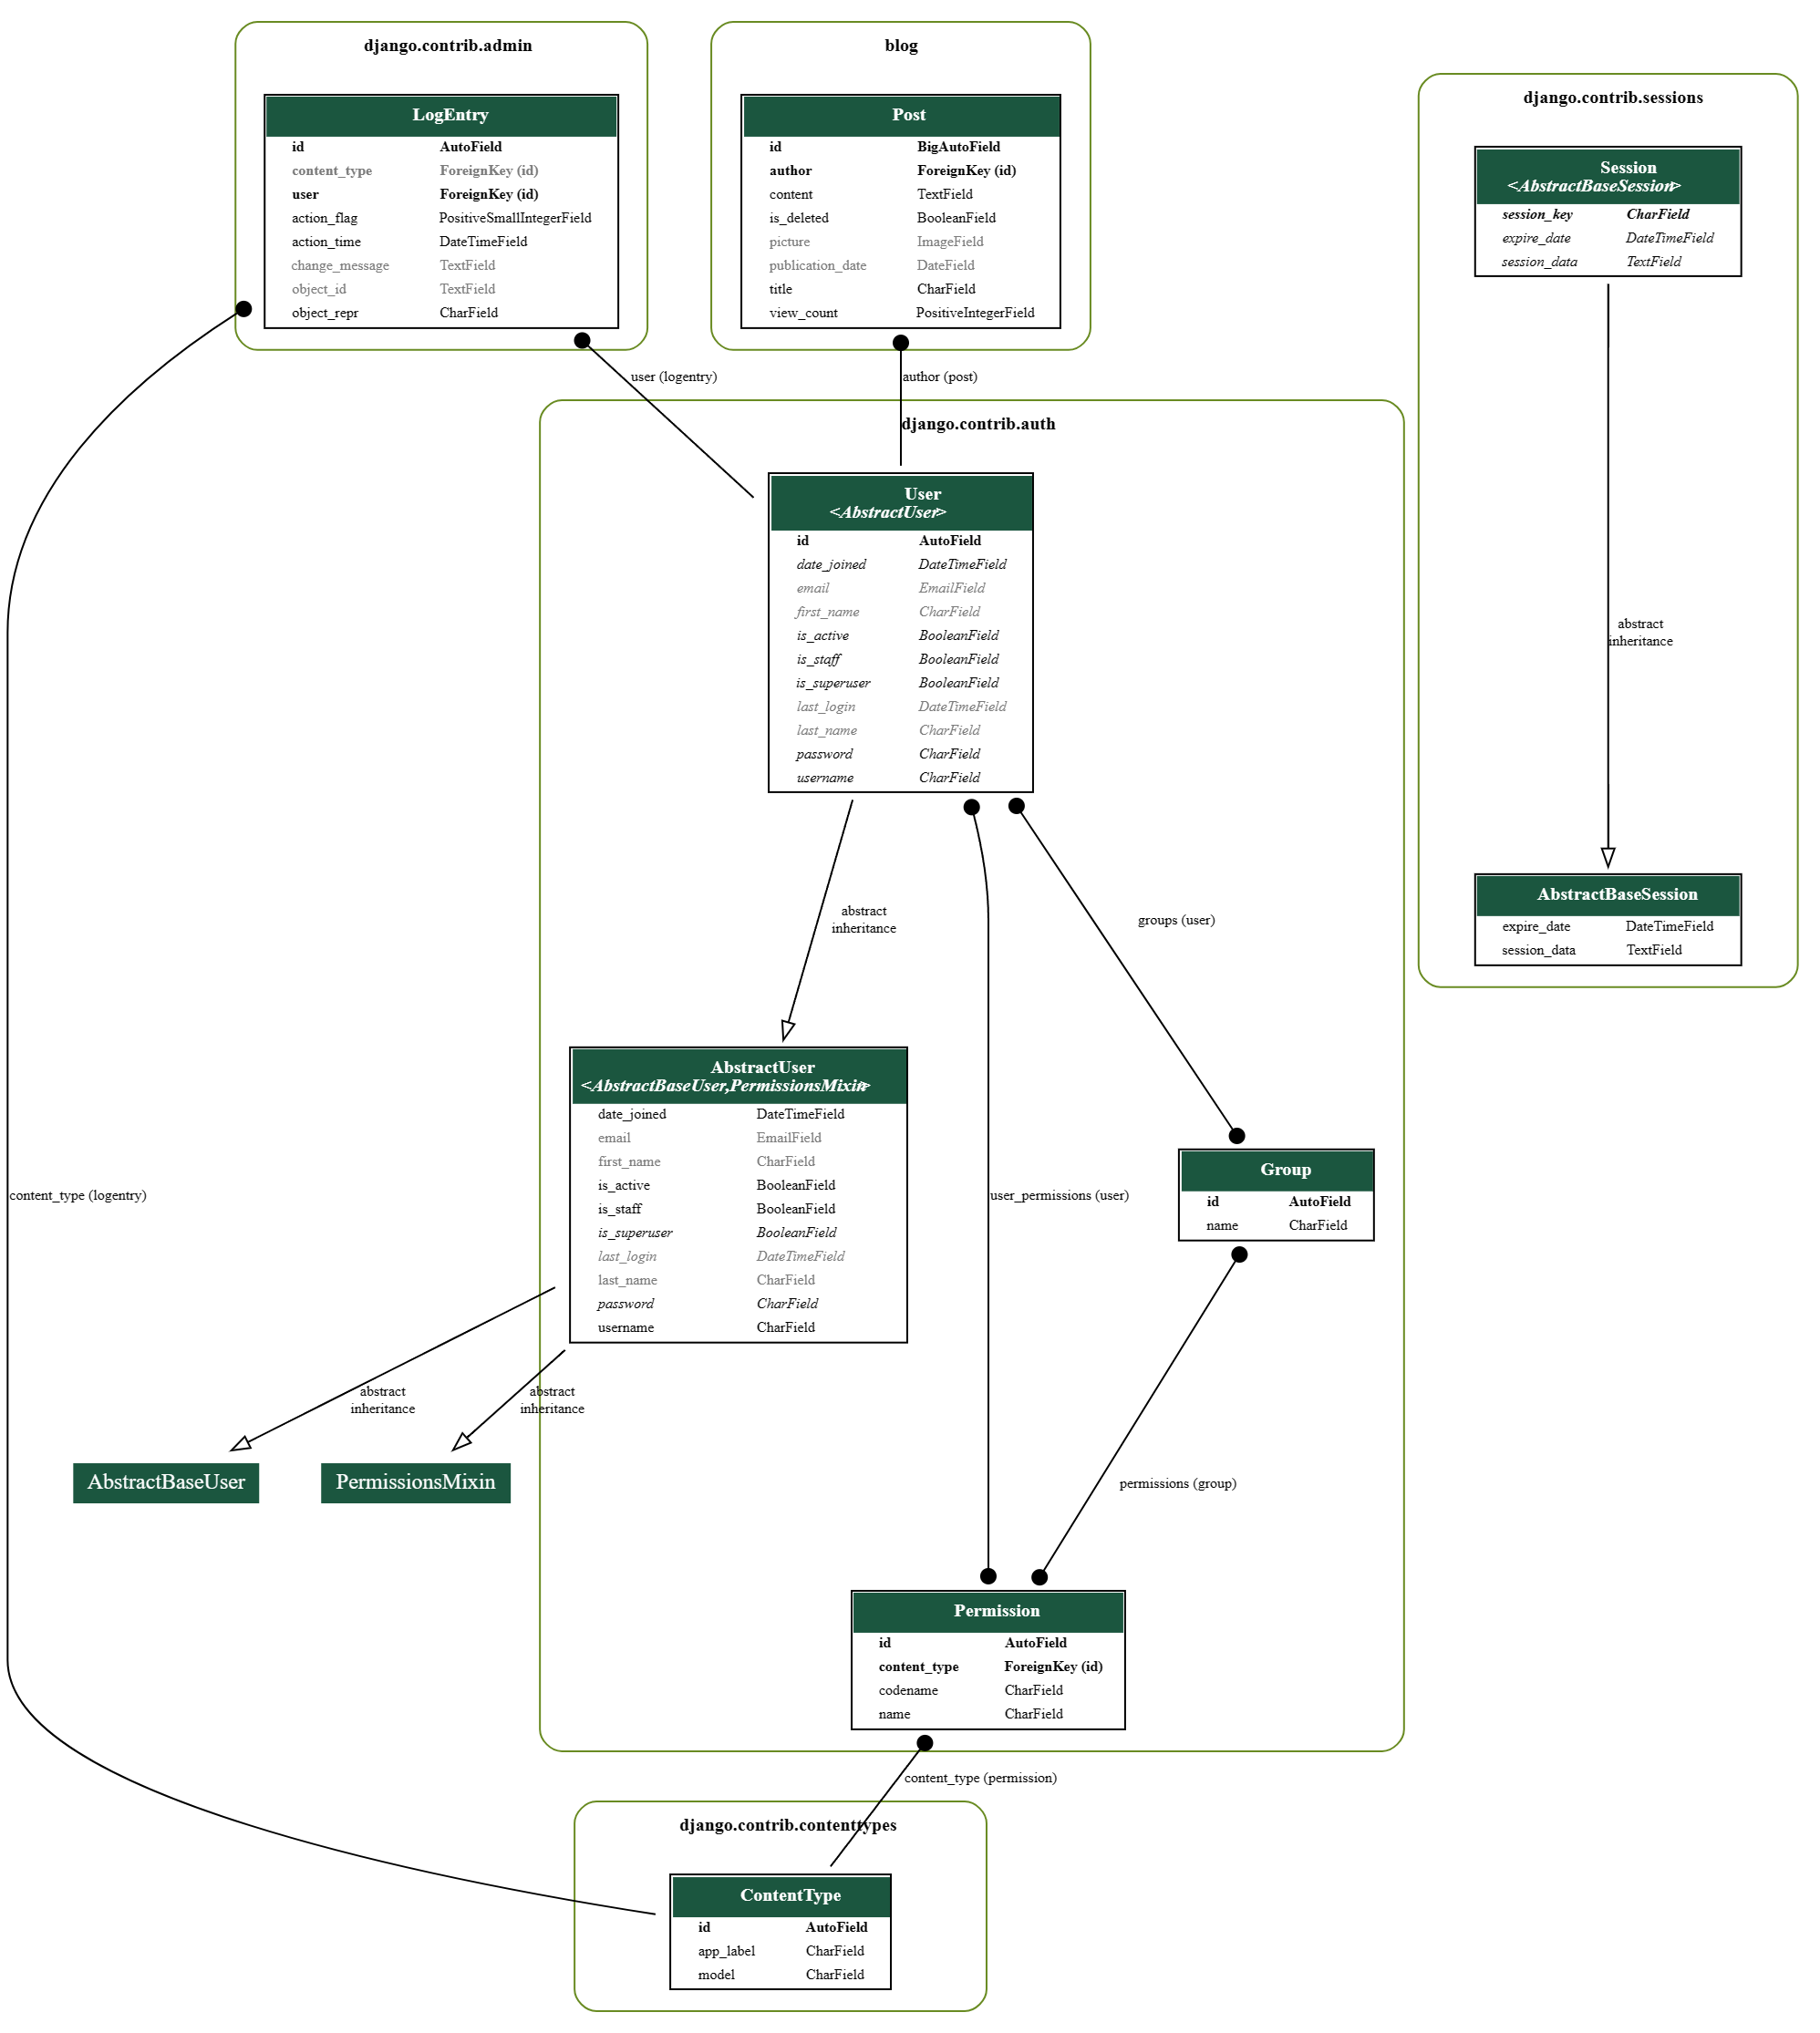 django.contrib.admin
LogEntry
id AutoField
content_type ForeignKey (id)
user ForeignKey (id)
action_flag PositiveSmallIntegerField
action_time DateTimeField
change_message TextField
object_id TextField
object_repr CharField
blog
Post
id BigAutoField
author ForeignKey (id)
content TextField
is_deleted BooleanField
picture ImageField
publication_date DateField
title CharField
view_count PositiveIntegerField
django.contrib.sessions
Session
<AbstractBaseSession>
session_key CharField
expire_date DateTimeField
session_data TextField
user (logentry)
author (post)
django.contrib.auth
User
<AbstractUser>
id AutoField
date_joined DateTimeField
email EmailField
first_name CharField
is_active BooleanField
is_staff BooleanField
is_superuser BooleanField
last_login DateTimeField
last_name CharField
password CharField
username CharField
abstract
inheritance
abstract
inheritance
groups (user)
AbstractBaseSession
expire_date DateTimeField
session_data TextField
AbstractUser
<AbstractBaseUser,PermissionsMixin>
date_joined DateTimeField
email EmailField
first_name CharField
is_active BooleanField
is_staff BooleanField
is_superuser BooleanField
last_login DateTimeField
last_name CharField
password CharField
username CharField
content_type (logentry)
user_permissions (user)
Group
id AutoField
name CharField
abstract
inheritance
abstract
inheritance
AbstractBaseUser
PermissionsMixin
permissions (group)
Permission
id AutoField
content_type ForeignKey (id)
codename CharField
name CharField
content_type (permission)
django.contrib.contenttypes
ContentType
id AutoField
app_label CharField
model CharField